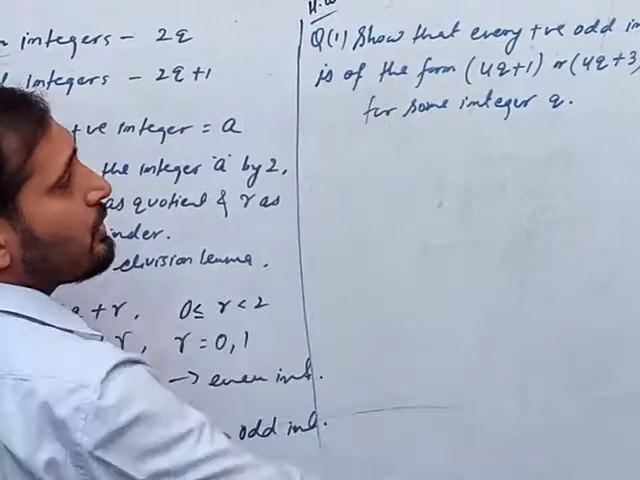 integers - 2q
integers - 2q+1
+ve integer = a
the integer 'a' by 2,
as quotient & r as
division lemma.
+ r, 0 ≤ r < 2
r, r = 0, 1
→ even int.
odd int.
H.W
Q(1) Show that every +ve odd in
is of the form (4q+1) or (4q+3)
for some integer q.